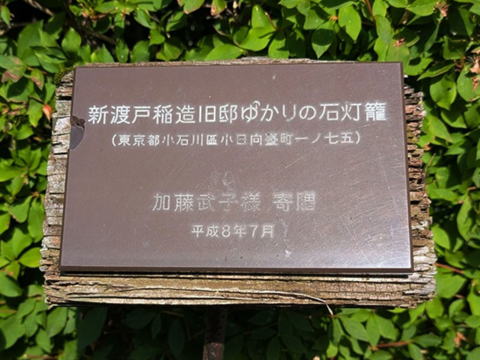 新渡戸稲造旧邸ゆかりの石灯籠
（東京都小石川區小日向臺町一ノ七五）
加藤武子様 寄贈
平成8年7月